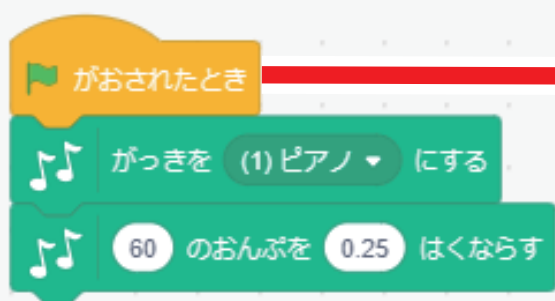 がおされたとき
がっきを (1) ピアノ にする
60 のおんぷを 0.25 はくならす